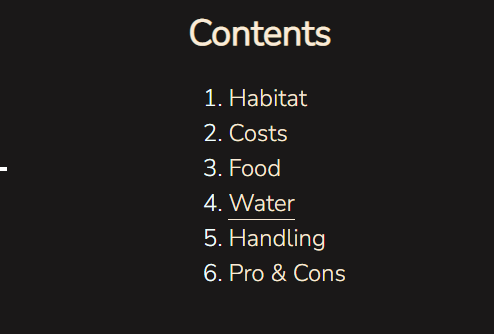 Contents
1. Habitat
2. Costs
3. Food
4. Water
5. Handling
6. Pro & Cons